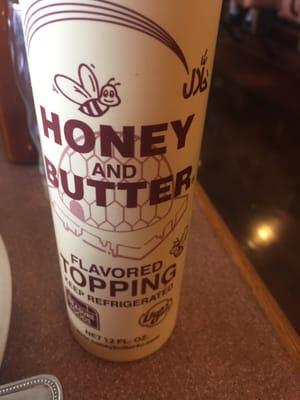 HONEY
AND
BUTTER
FLAVORED
TOPPING
KEEP REFRIGERATED
NET 12 FL. OZ.